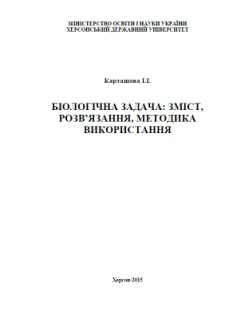 МІНІСТЕРСТВО ОСВІТИ І НАУКИ УКРАЇНИ
ХЕРСОНСЬКИЙ ДЕРЖАВНИЙ УНІВЕРСИТЕТ
Карташова І.І.
БІОЛОГІЧНА ЗАДАЧА: ЗМІСТ,
РОЗВ'ЯЗАННЯ, МЕТОДИКА
ВИКОРИСТАННЯ
Херсон-2015